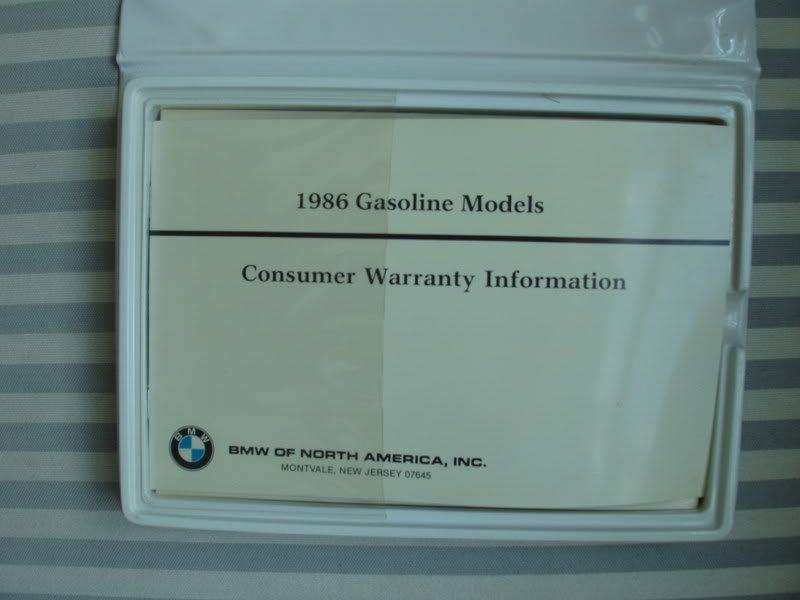 1986 Gasoline Models
Consumer Warranty Information
BMW
BMW OF NORTH AMERICA, INC.
MONTVALE, NEW JERSEY 07645